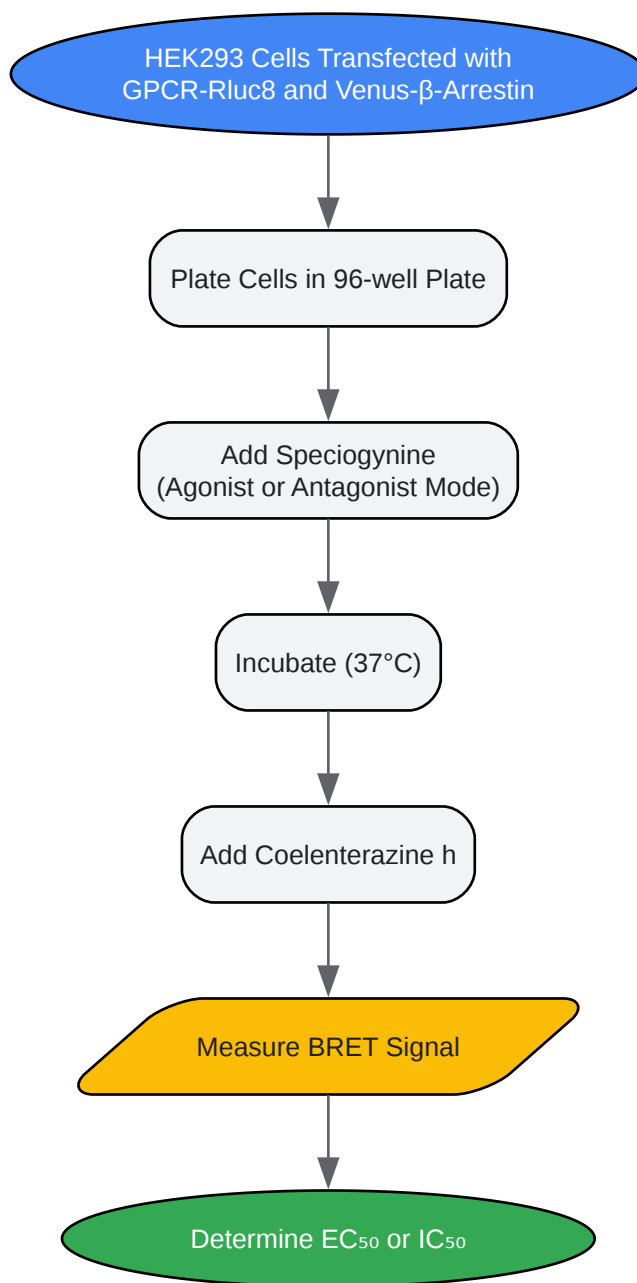 HEK293 Cells Transfected with
GPCR-Rluc8 and Venus-β-Arrestin
Plate Cells in 96-well Plate
Add Speciogynine
(Agonist or Antagonist Mode)
Incubate (37°C)
Add Coelenterazine h
Measure BRET Signal
Determine EC₅₀ or IC₅₀